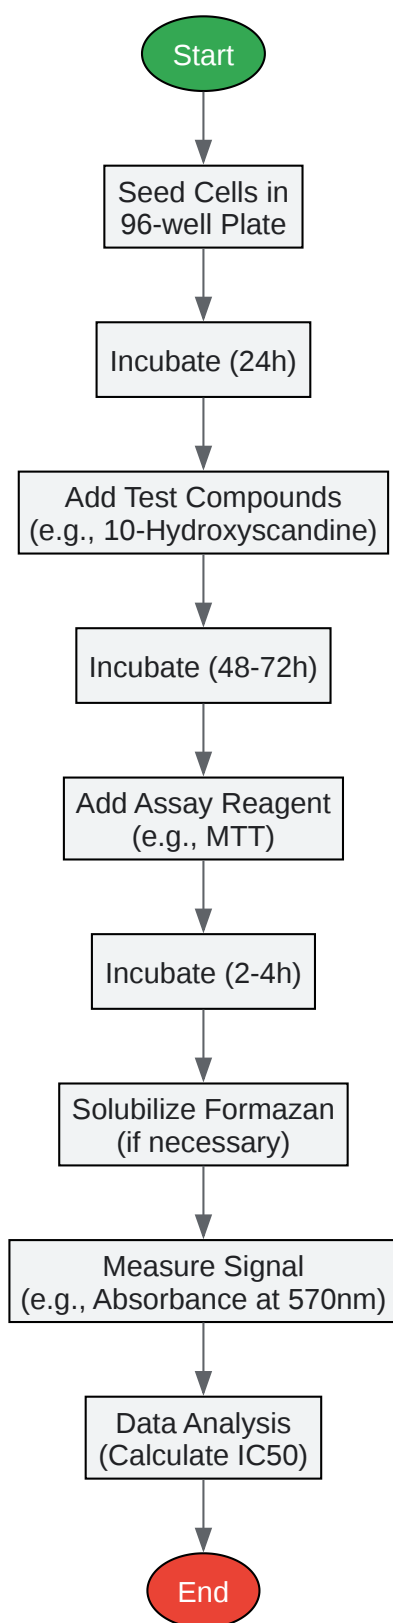 Start
Seed Cells in
96-well Plate
Incubate (24h)
Add Test Compounds
(e.g., 10-Hydroxyscandine)
Incubate (48-72h)
Add Assay Reagent
(e.g., MTT)
Incubate (2-4h)
Solubilize Formazan
(if necessary)
Measure Signal
(e.g., Absorbance at 570nm)
Data Analysis
(Calculate IC50)
End